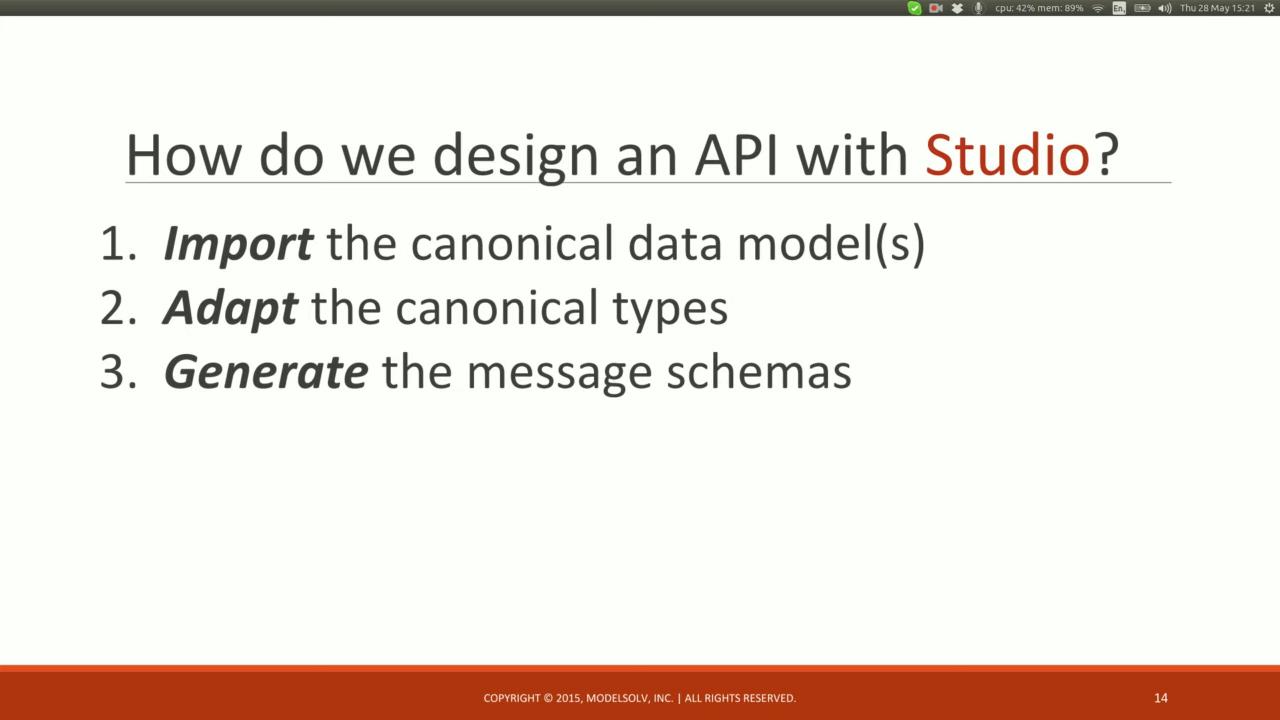 cpu: 42% mem: 89% En, Thu 28 May 15:21
How do we design an API with Studio?
1. Import the canonical data model(s)
2. Adapt the canonical types
3. Generate the message schemas
COPYRIGHT © 2015, MODELSOLV, INC. | ALL RIGHTS RESERVED.
14